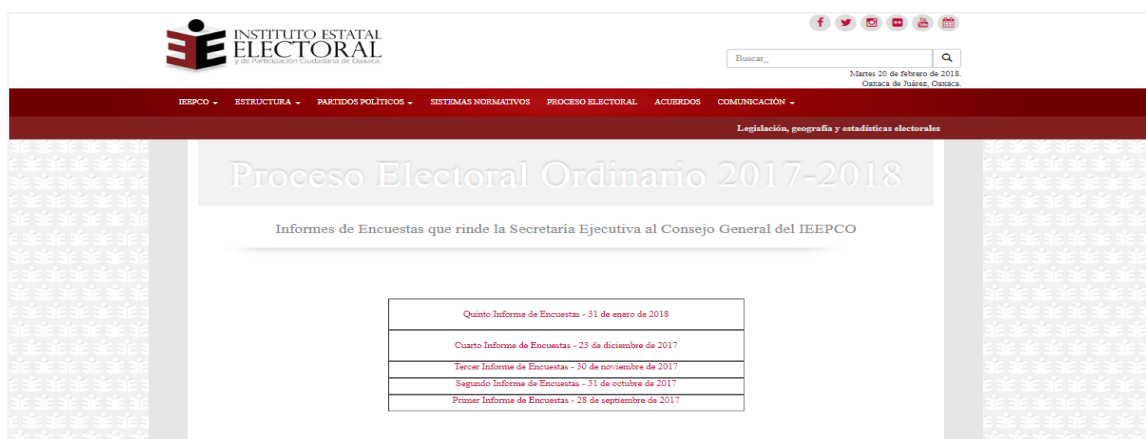 INSTITUTO ESTATAL
ELECTORAL
y de Participación Ciudadana de Oaxaca.
Buscar_
Martes 20 de febrero de 2018.
Oaxaca de Juárez, Oaxaca.
IEEPCO ESTRUCTURA PARTIDOS POLÍTICOS SISTEMAS NORMATIVOS PROCESO ELECTORAL ACUERDOS COMUNICACIÓN
Legislación, geografía y estadísticas electorales
Proceso Electoral Ordinario 2017-2018
Informes de Encuestas que rinde la Secretaría Ejecutiva al Consejo General del IEEPCO
Quinto Informe de Encuestas - 31 de enero de 2018
Cuarto Informe de Encuestas - 23 de diciembre de 2017
Tercer Informe de Encuestas - 30 de noviembre de 2017
Segundo Informe de Encuestas - 31 de octubre de 2017
Primer Informe de Encuestas - 28 de septiembre de 2017